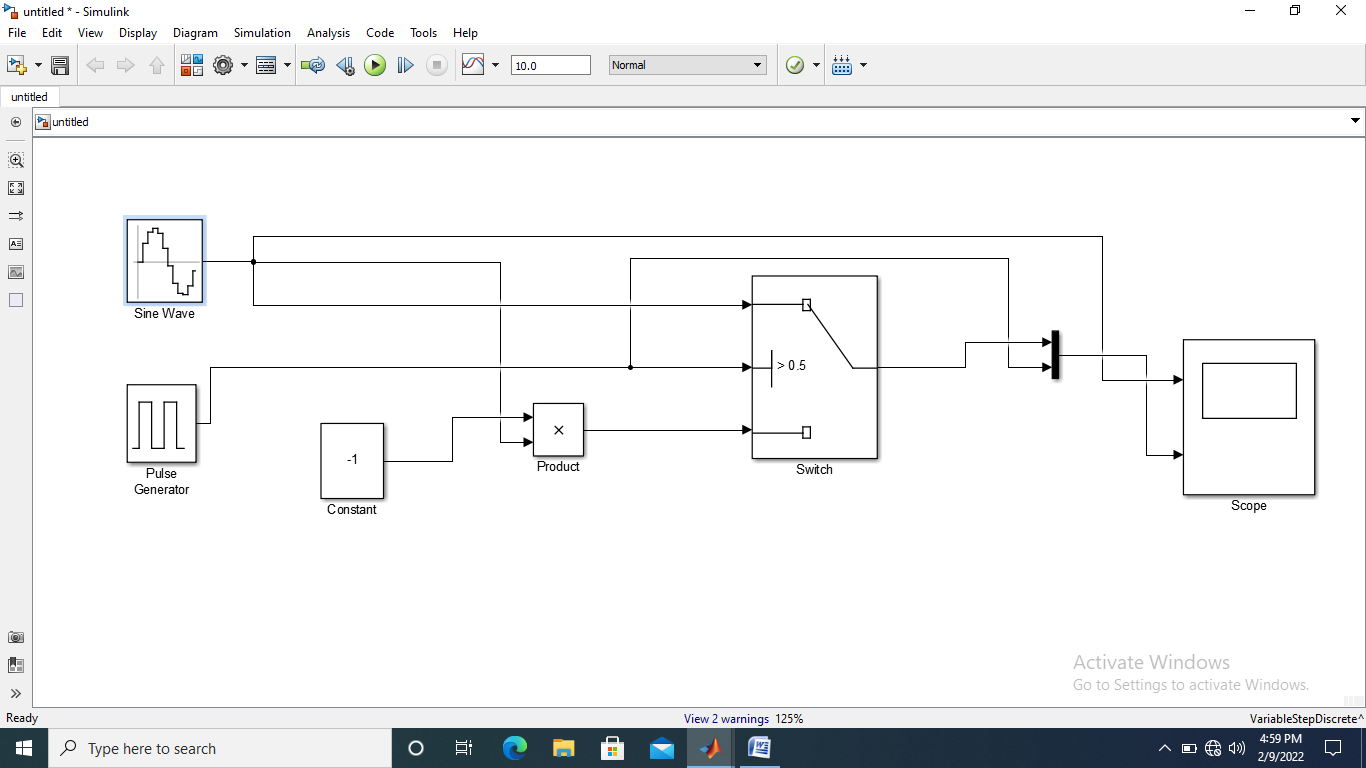 untitled * - Simulink
File Edit View Display Diagram Simulation Analysis Code Tools Help
10.0 Normal
untitled
untitled
Sine Wave
> 0.5
Pulse
Generator
-1
Constant
×
Product
Switch
Scope
Activate Windows
Go to Settings to activate Windows.
Ready View 2 warnings 125% VariableStepDiscrete^
Type here to search
4:59 PM
2/9/2022